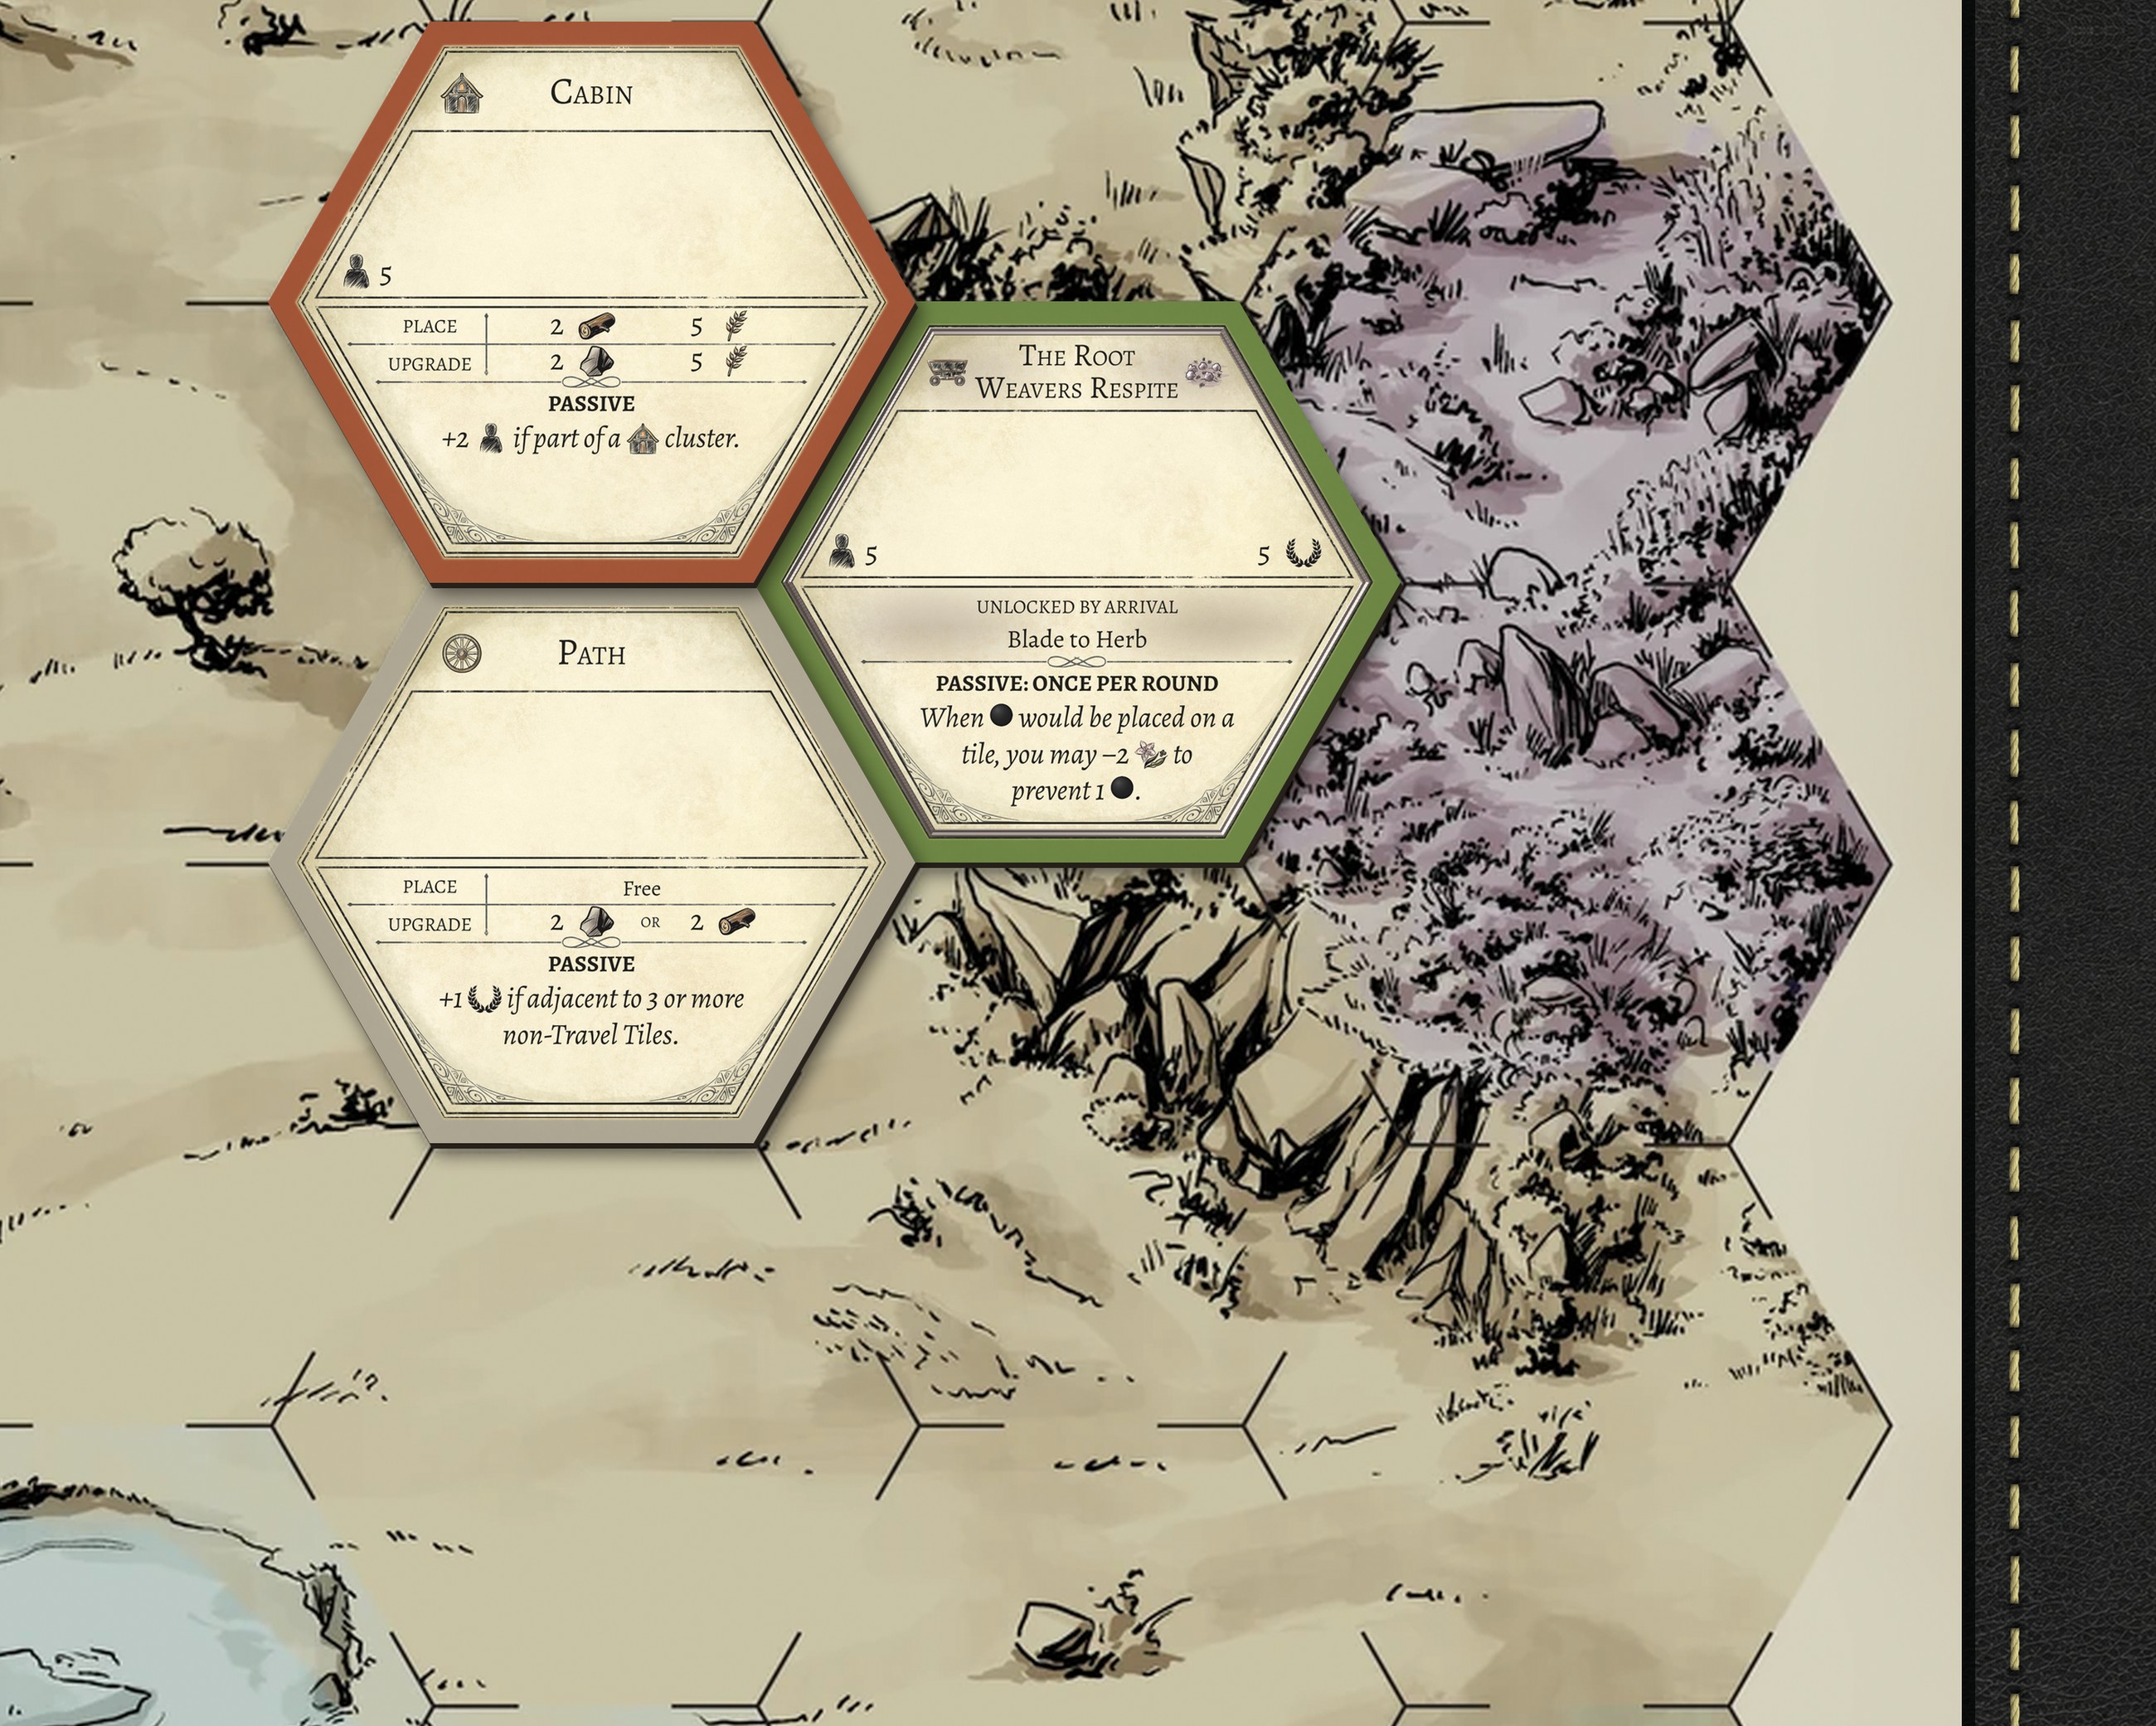 CABIN
5
PLACE 2 5
UPGRADE 2 5
PASSIVE
+2 if part of a cluster.
THE ROOT
WEAVERS RESPITE
5 5
UNLOCKED BY ARRIVAL
Blade to Herb
PASSIVE: ONCE PER ROUND
When would be placed on a
tile, you may –2 to
prevent 1 .
PATH
PLACE Free
UPGRADE 2 OR 2
PASSIVE
+1 if adjacent to 3 or more
non-Travel Tiles.